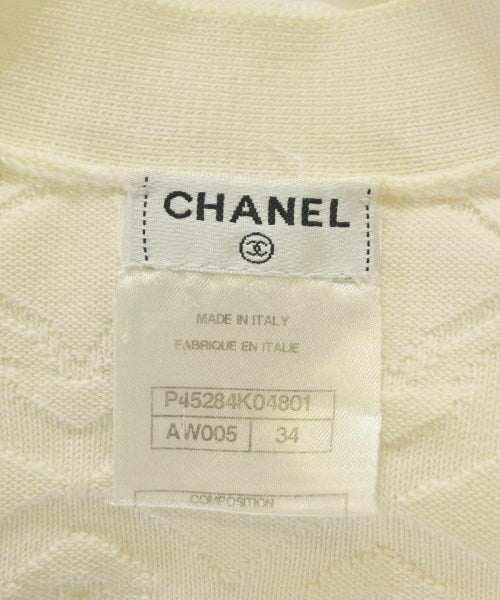 CHANEL
MADE IN ITALY
FABRIQUE EN ITALIE
P45284K04801
AW005 34
COMPOSITION